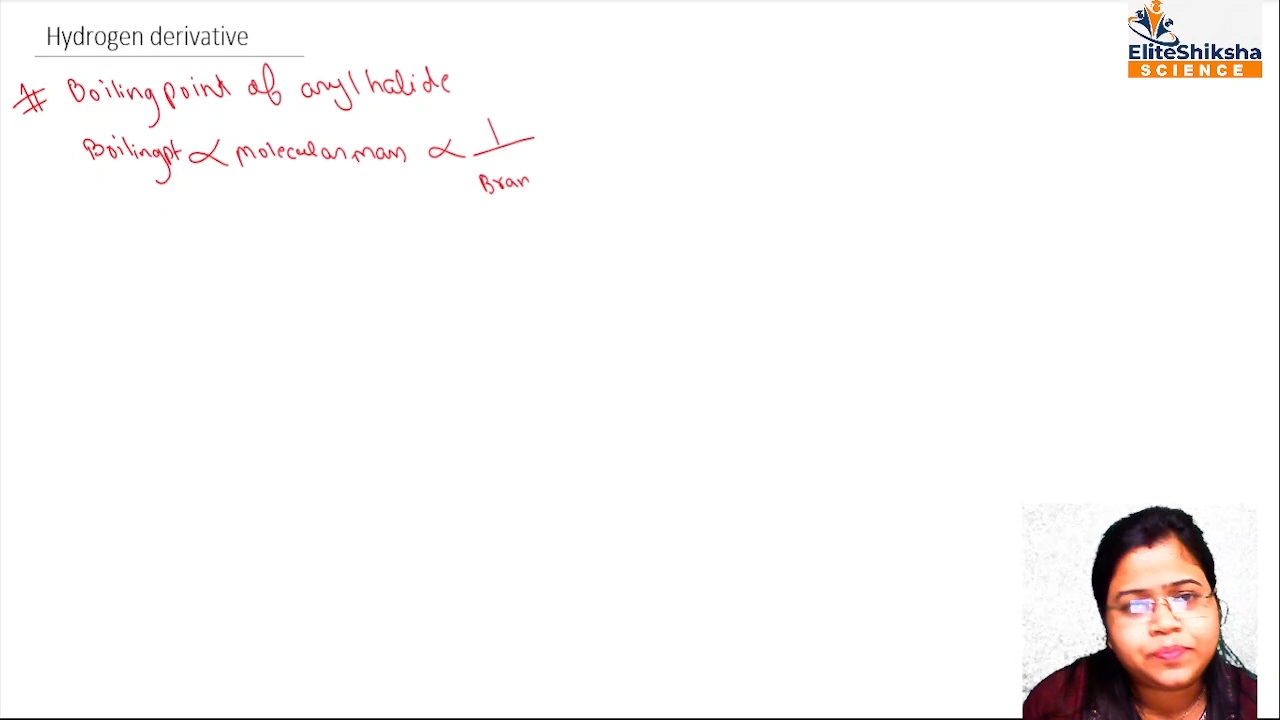 Hydrogen derivative
EliteShiksha
SCIENCE
# Boiling point of aryl halide
Boiling pt ∝ molecular mass ∝ 1
Bran